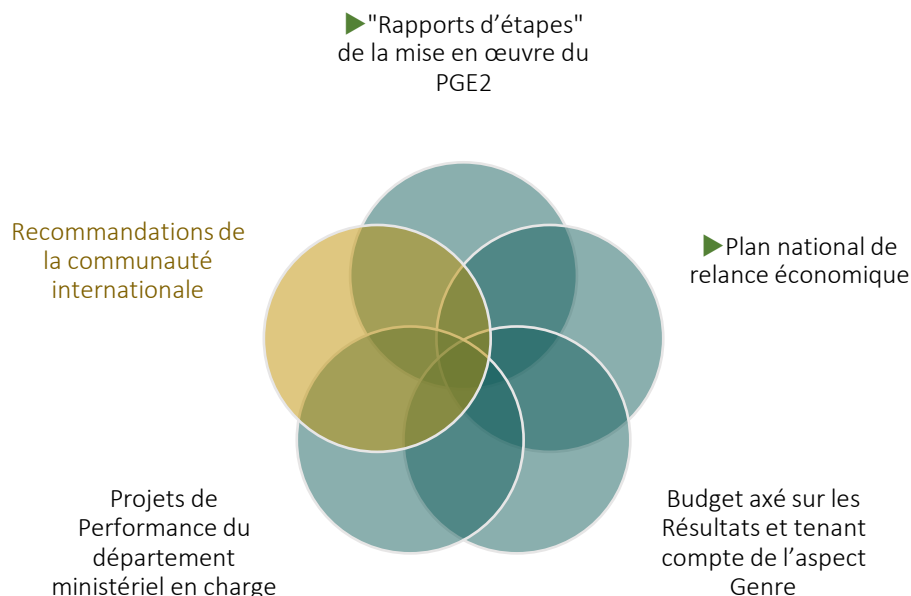 ▶"Rapports d’étapes"
de la mise en œuvre du
PGE2
Recommandations de
la communauté
internationale
▶Plan national de
relance économique
Projets de
Performance du
département
ministériel en charge
Budget axé sur les
Résultats et tenant
compte de l’aspect
Genre